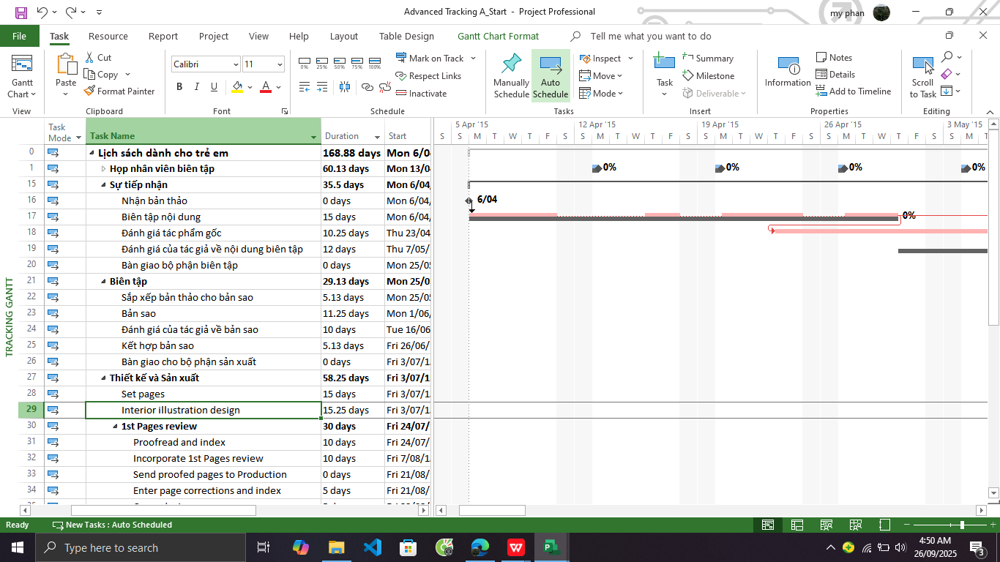 Advanced Tracking A_Start - Project Professional
my phan
File Task Resource Report Project View Help Layout Table Design Gantt Chart Format Tell me what you want to do
Gantt Chart
View
Paste
Cut
Copy
Format Painter
Clipboard
Calibri 11
B I U A
Font
0% 25% 50% 75% 100%
Mark on Track
Respect Links
Inactivate
Schedule
Manually Schedule
Auto Schedule
Inspect
Move
Mode
Tasks
Task
Summary
Milestone
Deliverable
Insert
Information
Notes
Details
Add to Timeline
Properties
Scroll to Task
Editing
Task Mode Task Name Duration Start
5 Apr '15 12 Apr '15 19 Apr '15 26 Apr '15 3 May '15
S S M T W T F S S M T W T F S S M T W T F S S M T W T F S S M T
0 Lịch sách dành cho trẻ em 168.88 days Mon 6/0
1 Họp nhân viên biên tập 60.13 days Mon 13/0 0% 0% 0% 0%
15 Sự tiếp nhận 35.5 days Mon 6/04
16 Nhận bản thảo 0 days Mon 6/04 6/04
17 Biên tập nội dung 15 days Mon 6/04 0%
18 Đánh giá tác phẩm gốc 10.25 days Thu 23/04
19 Đánh giá của tác giả về nội dung biên tập 12 days Thu 7/05
20 Bàn giao bộ phận biên tập 0 days Mon 25/05
21 Biên tập 29.13 days Mon 25/0
22 Sắp xếp bản thảo cho bản sao 5.13 days Mon 25/05
23 Bản sao 11.25 days Mon 1/06
24 Đánh giá của tác giả về bản sao 10 days Tue 16/06
25 Kết hợp bản sao 5.13 days Fri 26/06
26 Bàn giao cho bộ phận sản xuất 0 days Fri 3/07/1
27 Thiết kế và Sản xuất 58.25 days Fri 3/07/1
28 Set pages 15 days Fri 3/07/1
29 Interior illustration design 15.25 days Fri 3/07/1
30 1st Pages review 30 days Fri 24/07/
31 Proofread and index 10 days Fri 24/07/
32 Incorporate 1st Pages review 10 days Fri 7/08/1
33 Send proofed pages to Production 0 days Fri 21/08/
34 Enter page corrections and index 5 days Fri 21/08/
TRACKING GANTT
Ready New Tasks : Auto Scheduled
Type here to search
4:50 AM
26/09/2025
3